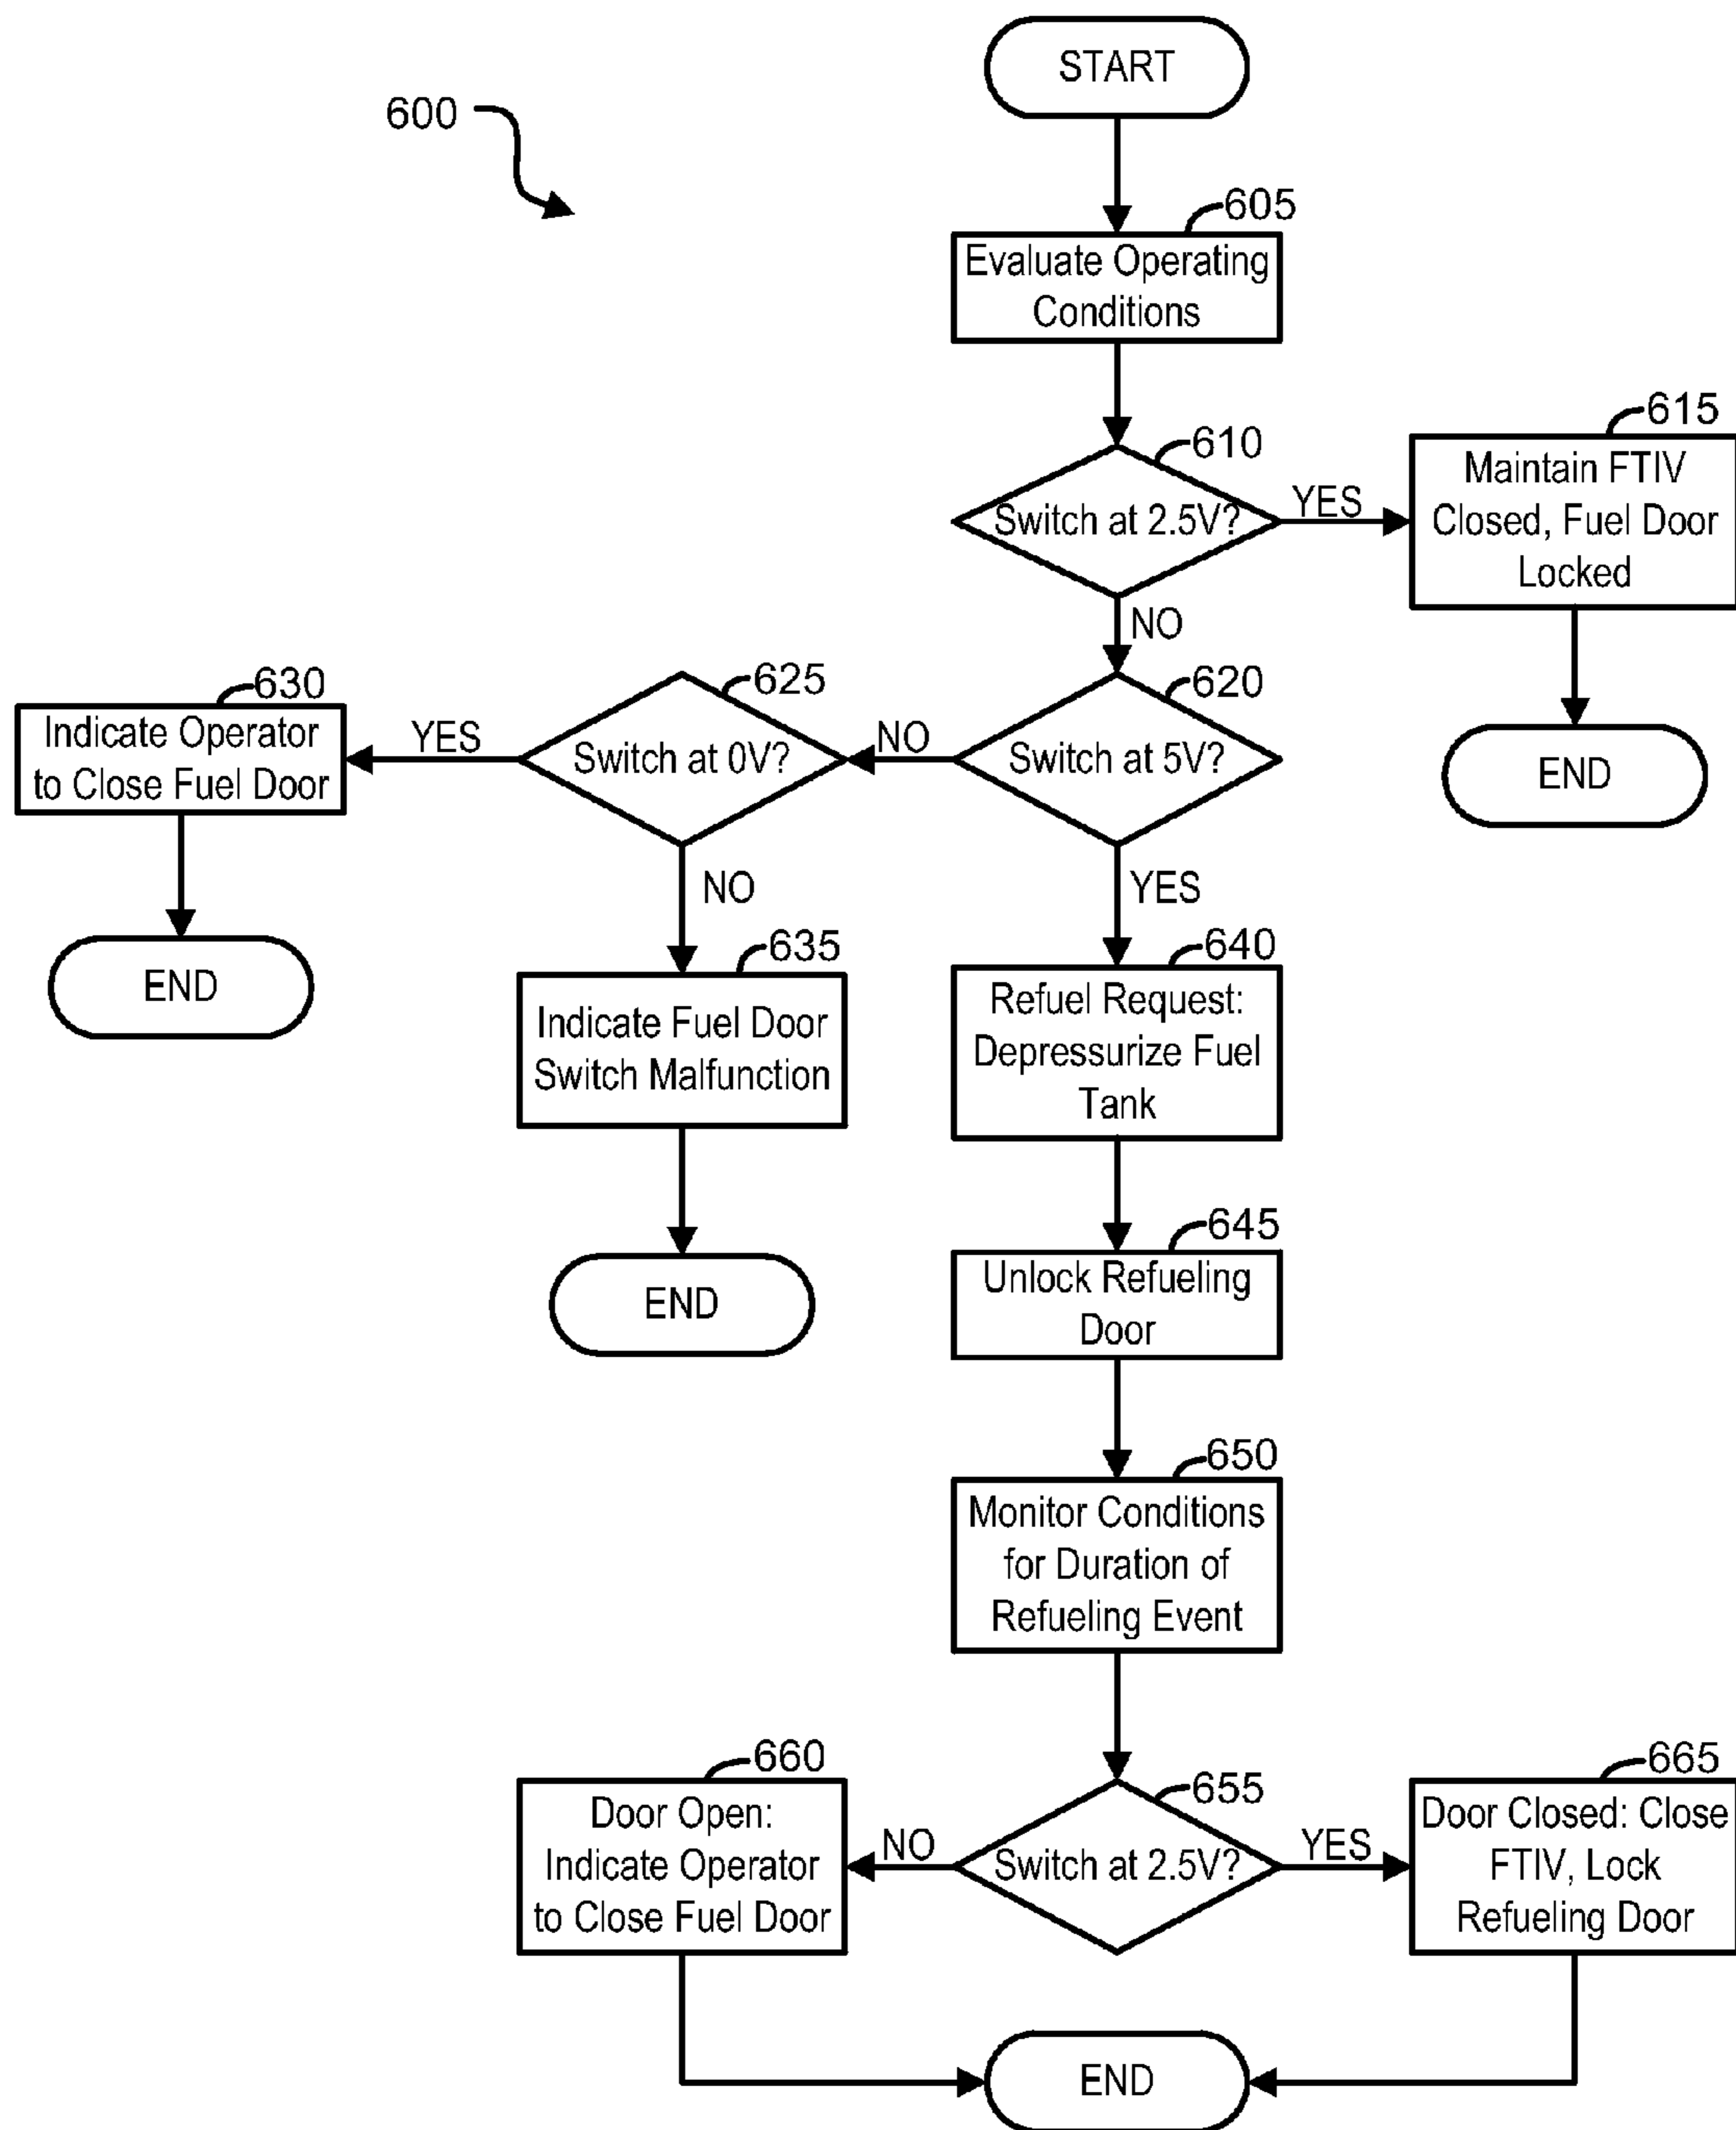 START
600
605
Evaluate Operating
Conditions
610
Switch at 2.5V?
YES
615
Maintain FTIV
Closed, Fuel Door
Locked
END
NO
620
Switch at 5V?
NO
625
Switch at 0V?
YES
630
Indicate Operator
to Close Fuel Door
END
NO
635
Indicate Fuel Door
Switch Malfunction
END
YES
640
Refuel Request:
Depressurize Fuel
Tank
645
Unlock Refueling
Door
650
Monitor Conditions
for Duration of
Refueling Event
655
Switch at 2.5V?
NO
660
Door Open:
Indicate Operator
to Close Fuel Door
YES
665
Door Closed: Close
FTIV, Lock
Refueling Door
END